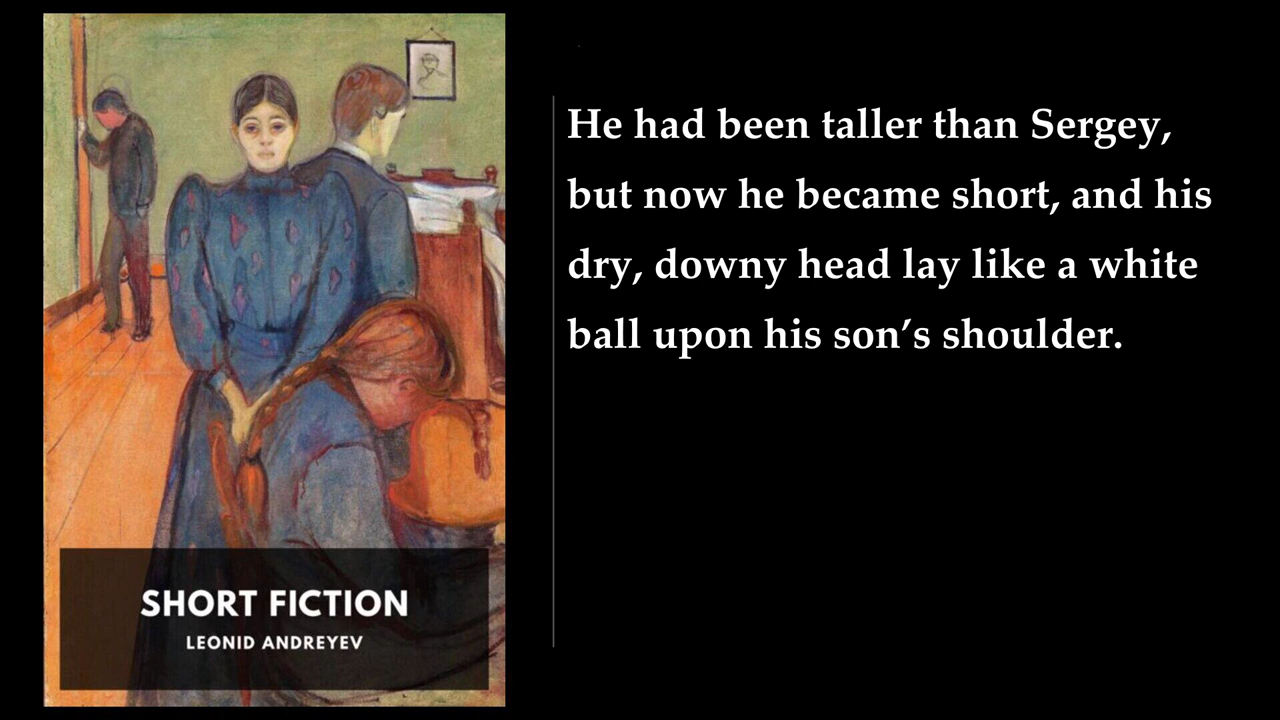 He had been taller than Sergey,
but now he became short, and his
dry, downy head lay like a white
ball upon his son’s shoulder.
SHORT FICTION
LEONID ANDREYEV